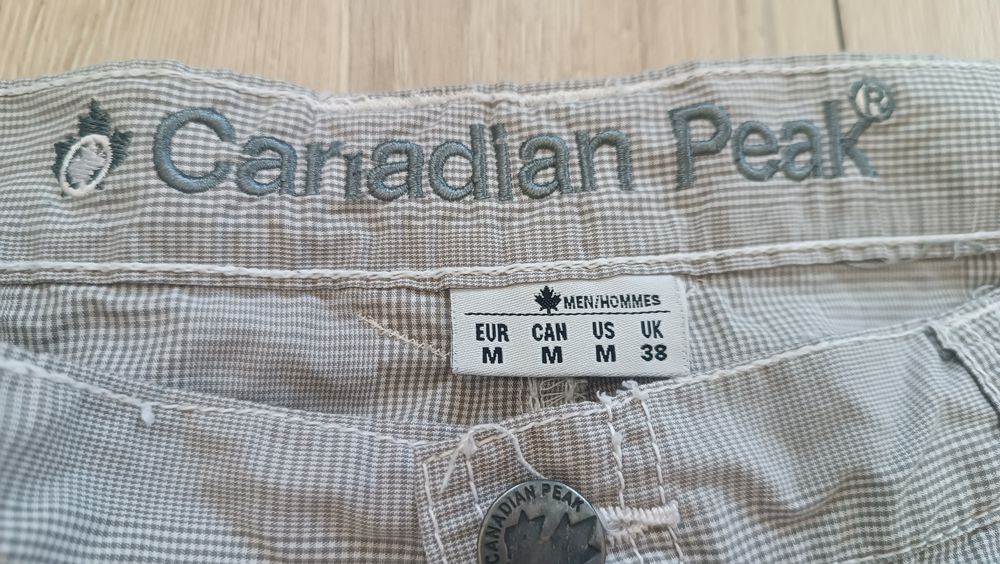 Canadian Peak®
MEN/HOMMES
EUR CAN US UK
M M M 38
CANADIAN PEAK